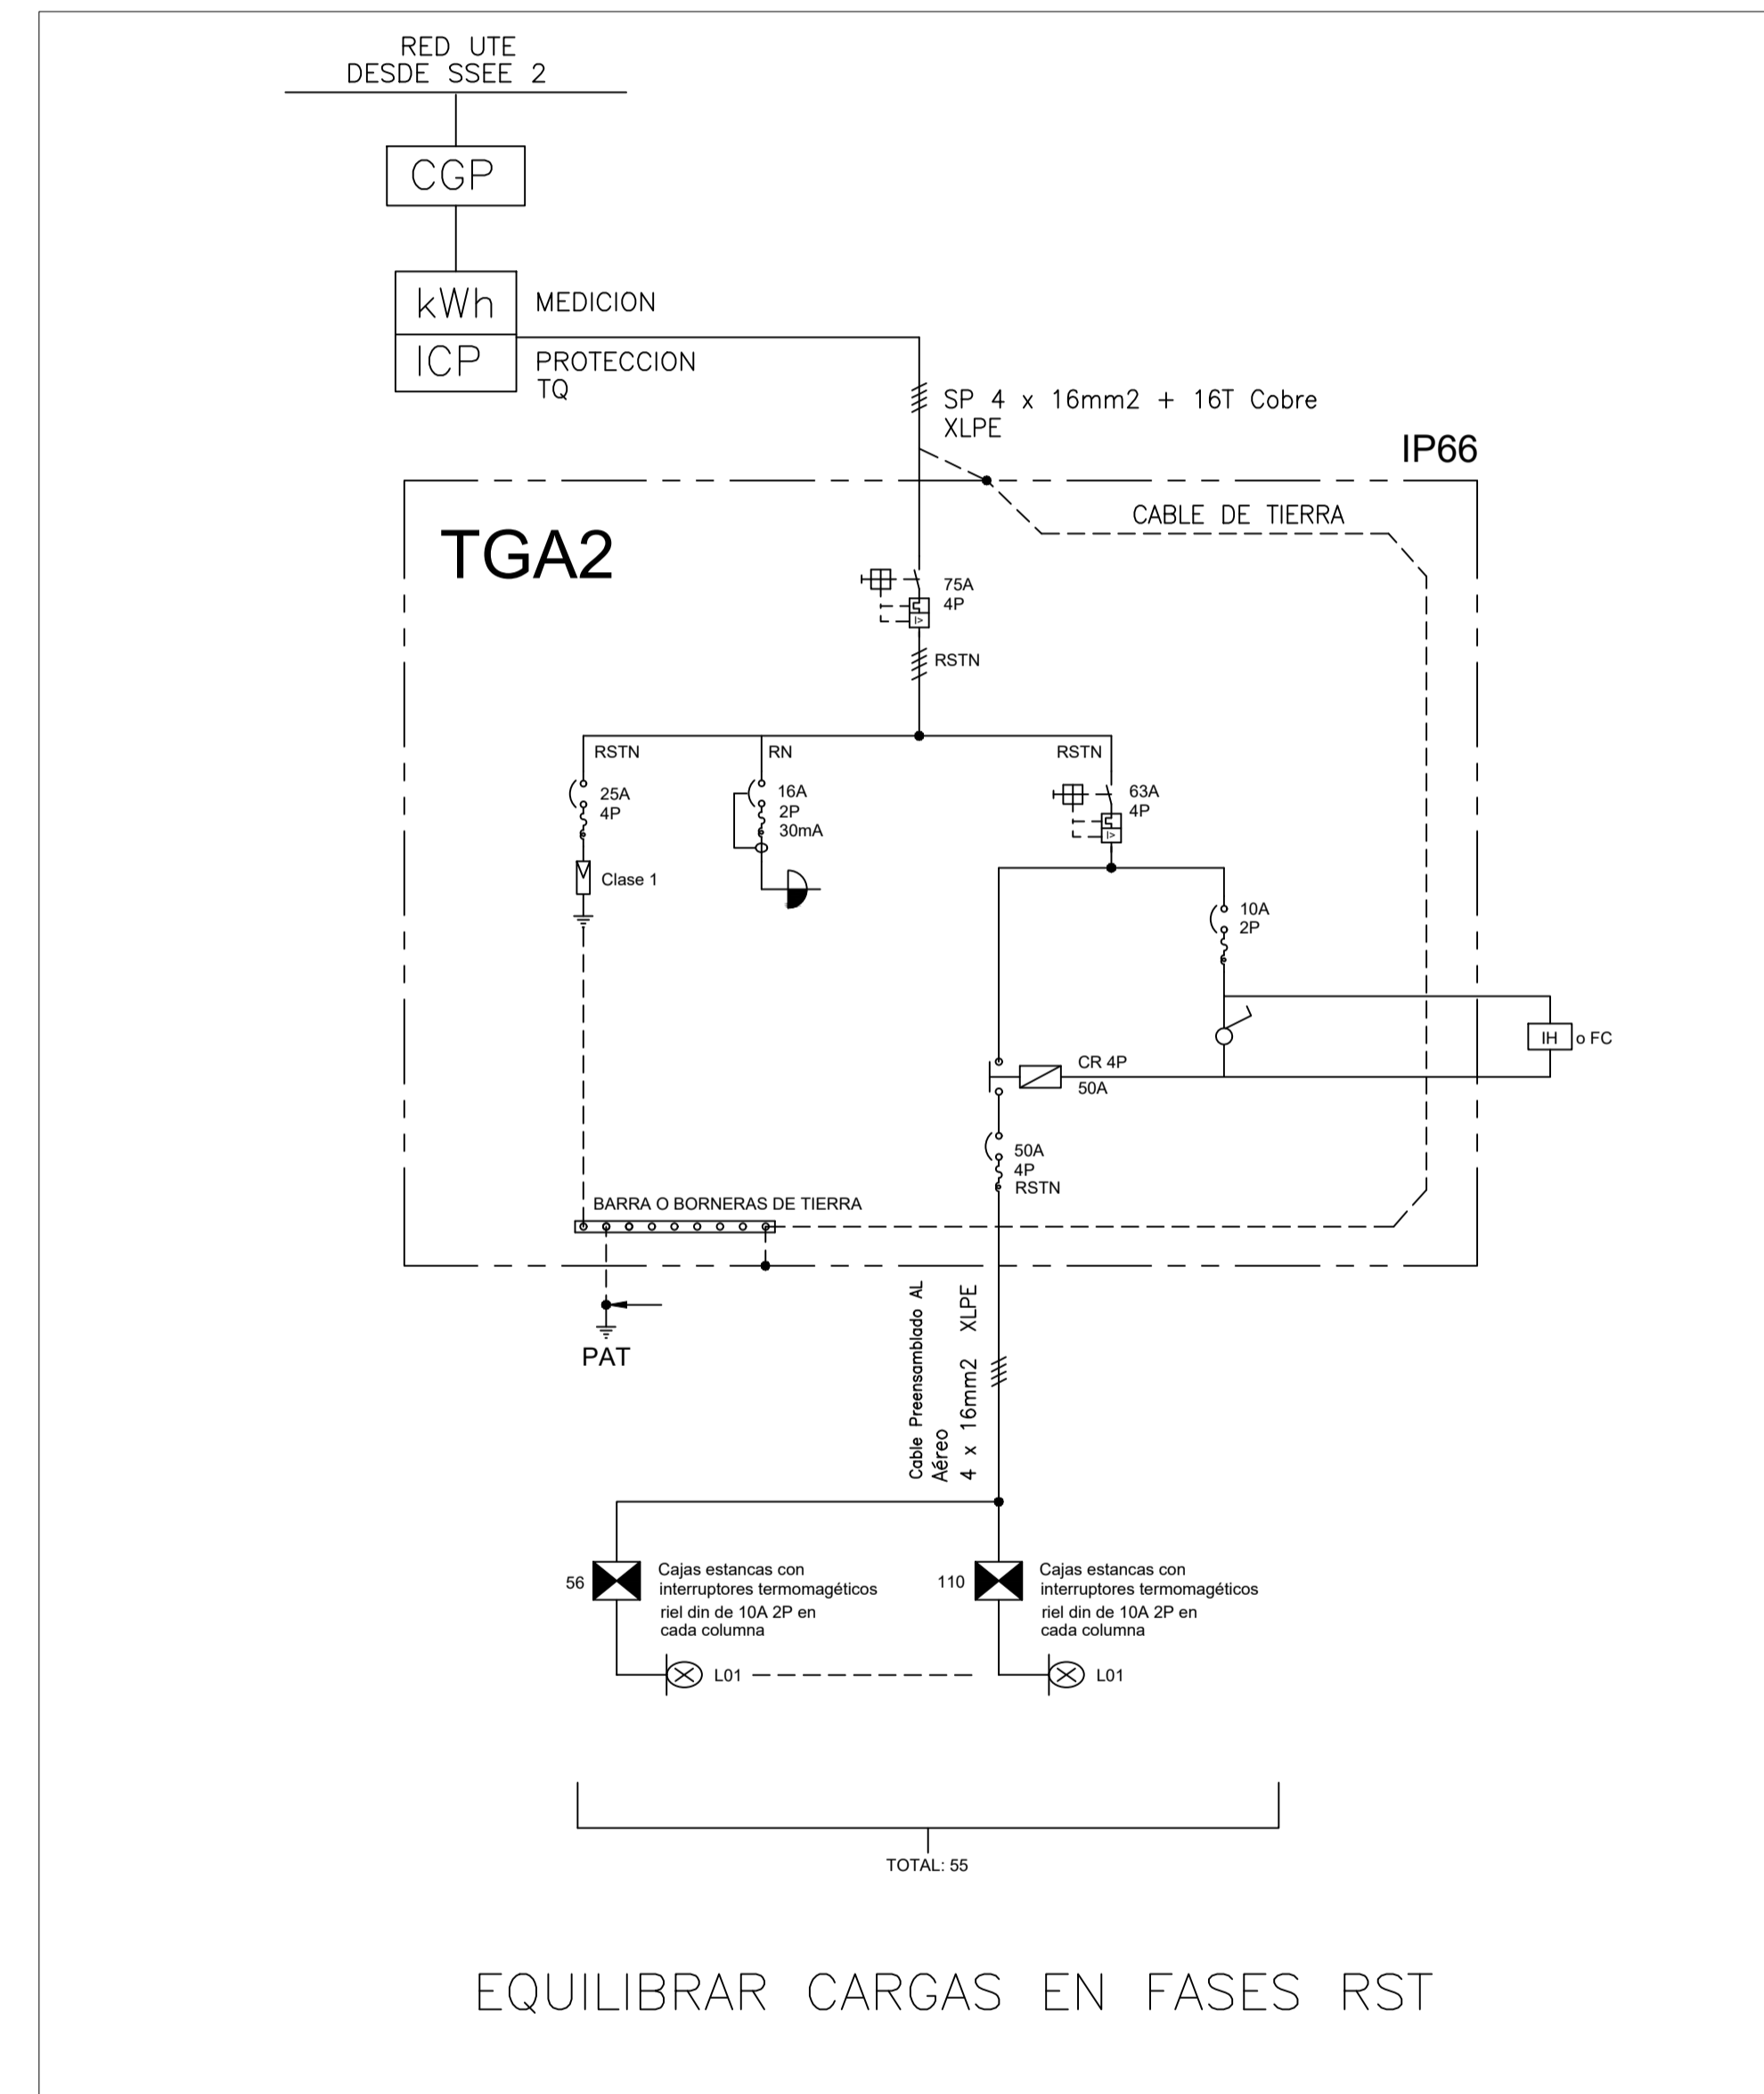 RED UTE
DESDE SSEE 2
CGP
kWh
MEDICION
ICP
PROTECCION
TQ
SP 4 x 16mm2 + 16T Cobre
XLPE
IP66
CABLE DE TIERRA
TGA2
75A
4P
I>
RSTN
RSTN
RN
RSTN
25A
4P
16A
2P
30mA
63A
4P
I>
Clase 1
10A
2P
IH
o FC
CR 4P
50A
50A
4P
RSTN
BARRA O BORNERAS DE TIERRA
PAT
Cable Preensamblado AL
Aéreo
4 x 16mm2 XLPE
56
Cajas estancas con
interruptores termomagéticos
riel din de 10A 2P en
cada columna
110
Cajas estancas con
interruptores termomagéticos
riel din de 10A 2P en
cada columna
L01
L01
TOTAL: 55
EQUILIBRAR CARGAS EN FASES RST